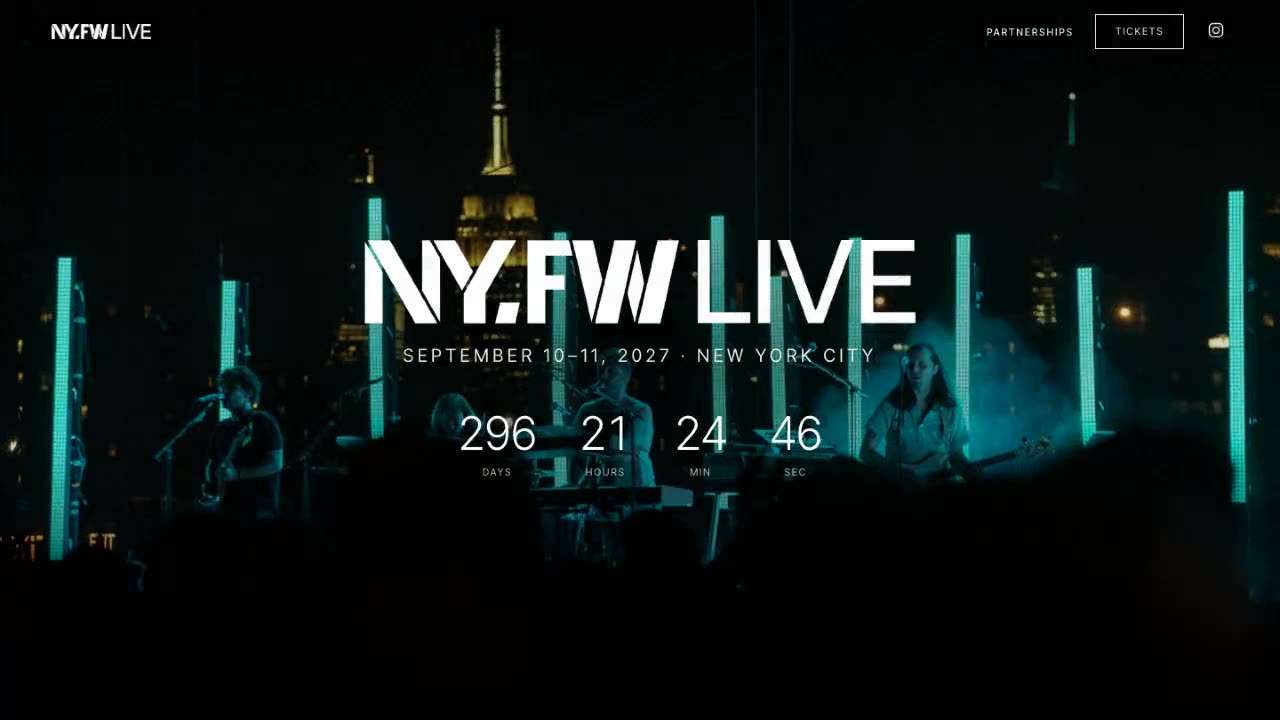 NY.FW LIVE
PARTNERSHIPS
TICKETS
NY.FW LIVE
SEPTEMBER 10–11, 2027 · NEW YORK CITY
296 21 24 46
DAYS HOURS MIN SEC